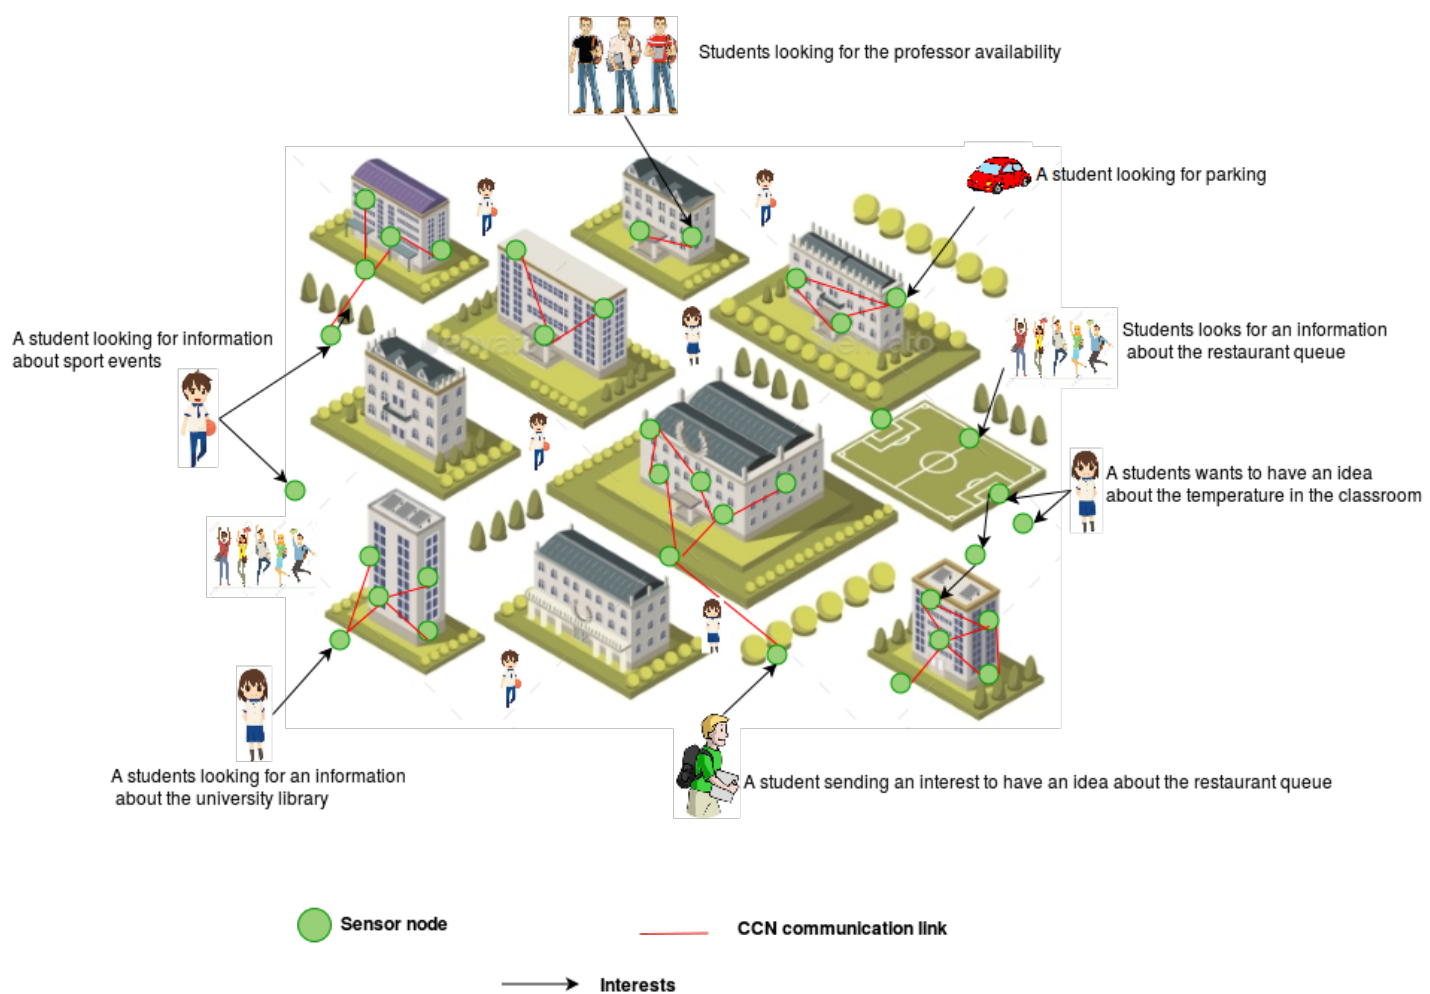 Students looking for the professor availability
A student looking for parking
Students looks for an information
about the restaurant queue
A student looking for information
about sport events
A students wants to have an idea
about the temperature in the classroom
A students looking for an information
about the university library
A student sending an interest to have an idea about the restaurant queue
Sensor node
CCN communication link
Interests